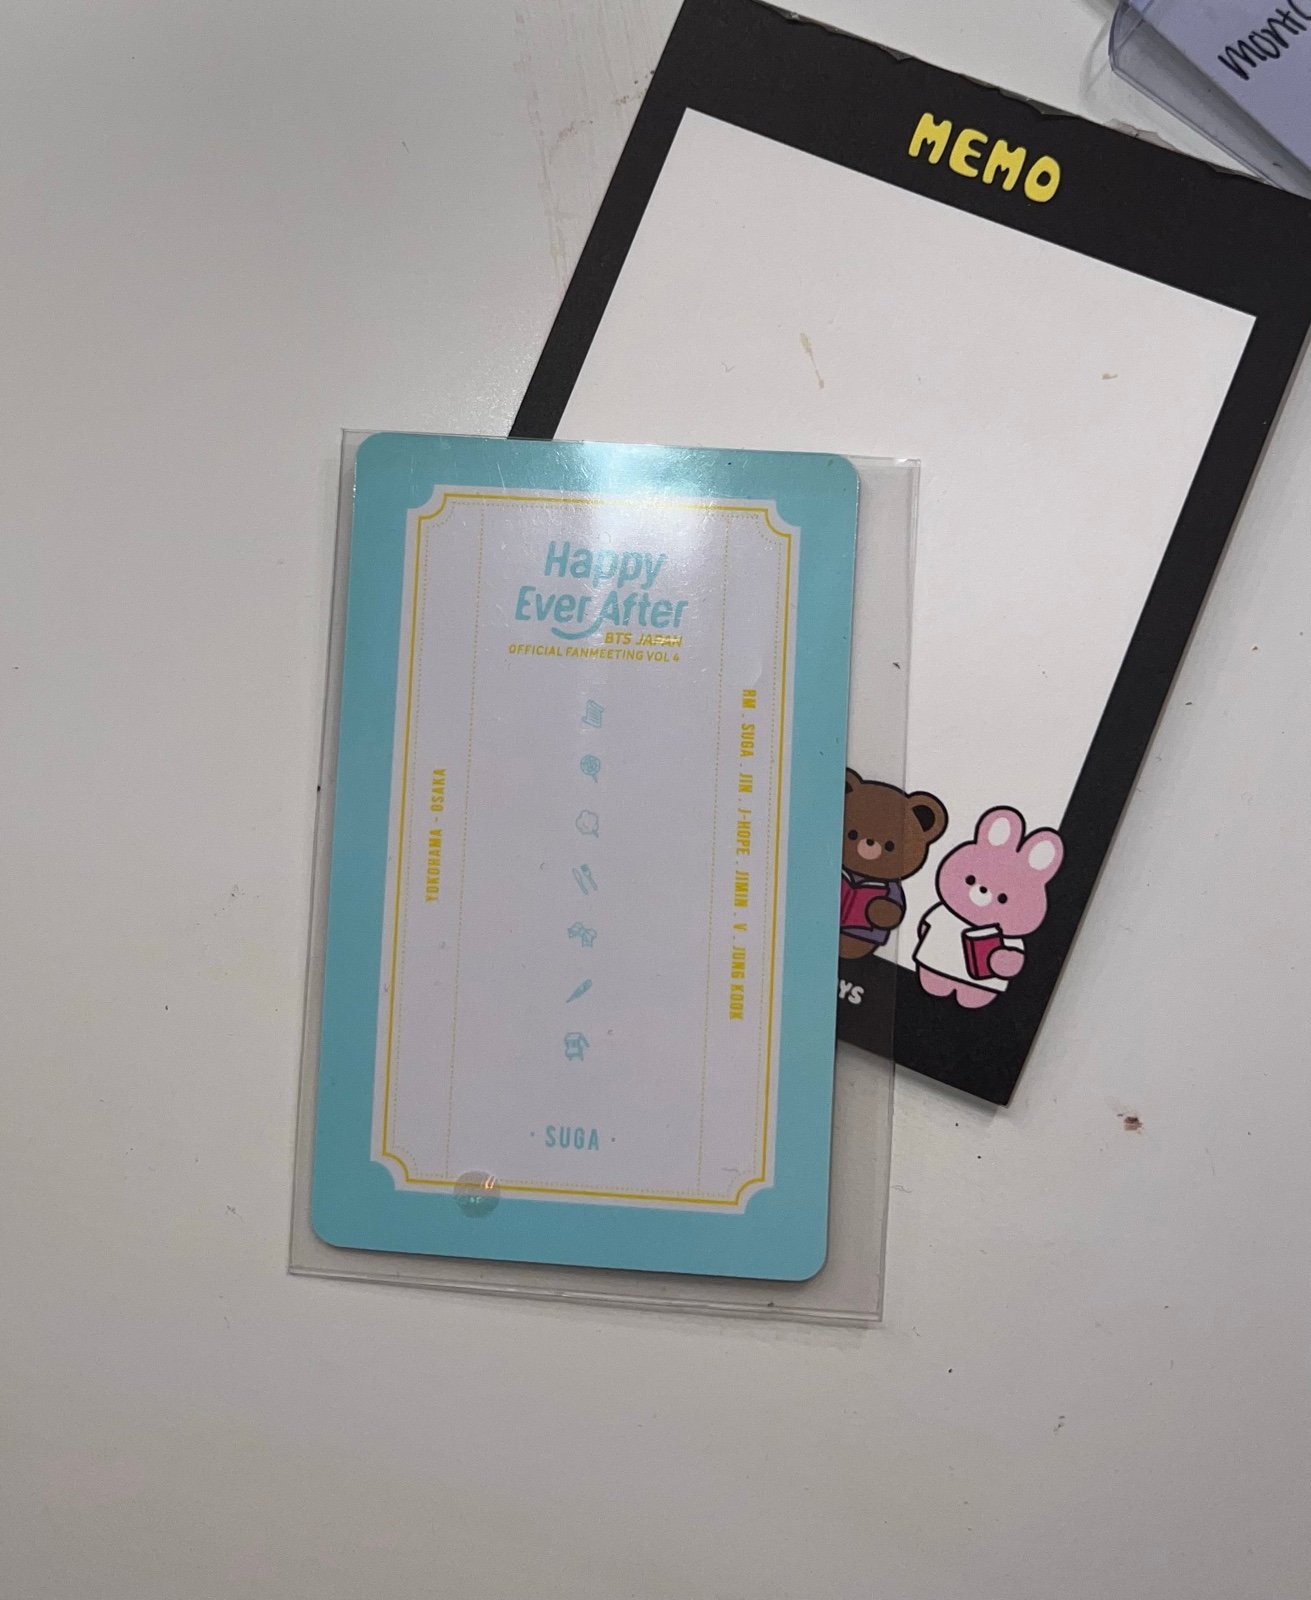 MEMO
Happy
Ever After
BTS JAPAN
OFFICIAL FANMEETING VOL 4
RM . SUGA . JIN . J-HOPE . JIMIN . V . JUNG KOOK
YOKOHAMA - OSAKA
· SUGA ·